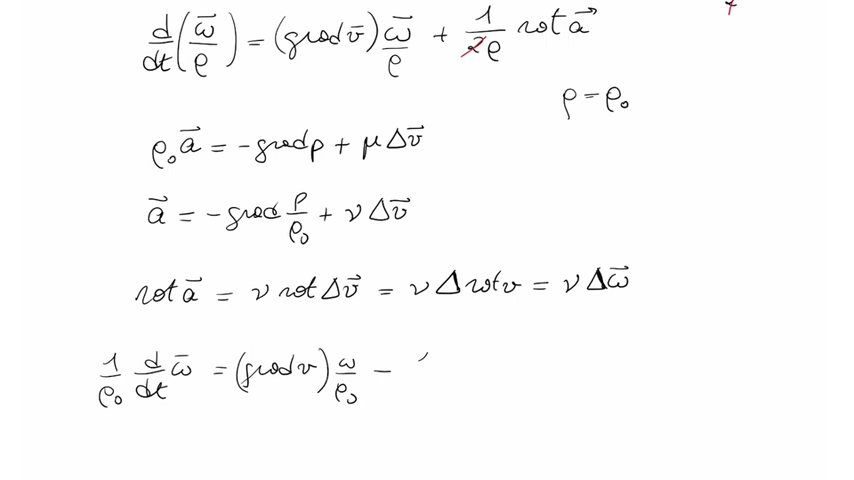 d/dt (ω̄/ρ) = (grad v̄) ω̄/ρ + 1/2ρ rot a⃗
ρ = ρ₀
ρ₀ a⃗ = - grad p + μ Δv⃗
a⃗ = - grad p/ρ₀ + ν Δv⃗
rot a⃗ = ν rot Δv⃗ = ν Δ rot v = ν Δω⃗
1/ρ₀ d/dt ω̄ = (grad v) ω/ρ₀ -